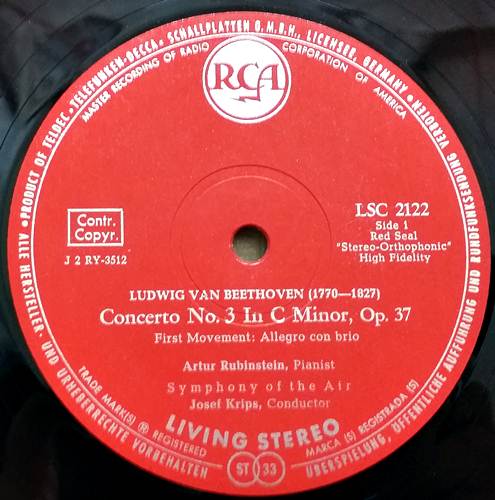 • PRODUCT OF TELDEC • »TELEFUNKEN-DECCA« SCHALLPLATTEN G.M.B.H., LICENSEE, GERMANY
MASTER RECORDING OF RADIO CORPORATION OF AMERICA
RCA
Contr.
Copyr.
J 2 RY-3512
LSC 2122
Side 1
Red Seal
"Stereo-Orthophonic"
High Fidelity
LUDWIG VAN BEETHOVEN (1770—1827)
Concerto No. 3 In C Minor, Op. 37
First Movement: Allegro con brio
Artur Rubinstein, Pianist
Symphony of the Air
Josef Krips, Conductor
TRADE MARK(S) ® REGISTERED
MARCA (S) REGISTRADA (S)
LIVING STEREO
ST 33
• ALLE HERSTELLER- UND URHEBERRECHTE VORBEHALTEN
ÜBERSPIELUNG, ÖFFENTLICHE AUFFÜHRUNG UND RUNDFUNKSENDUNG VERBOTEN